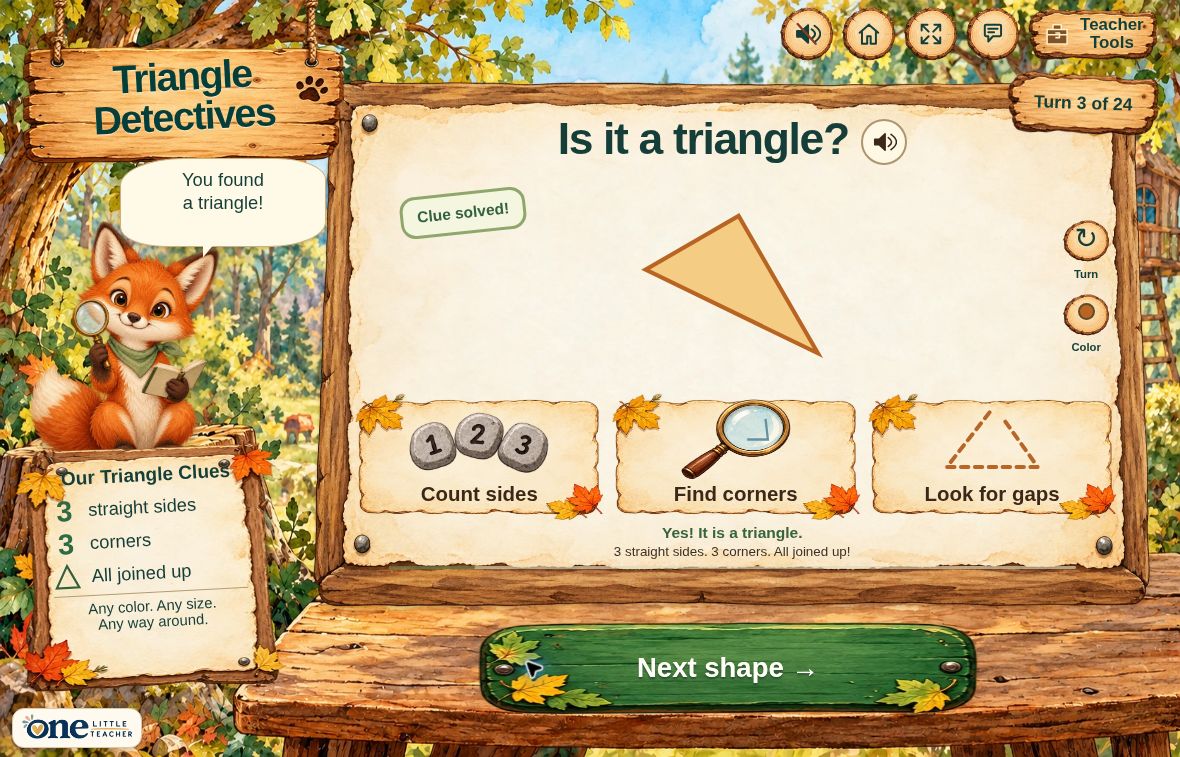 Triangle
Detectives
Teacher
Tools
Turn 3 of 24
You found
a triangle!
Is it a triangle?
Clue solved!
Turn
Color
1 2 3
Count sides
Find corners
Look for gaps
Yes! It is a triangle.
3 straight sides. 3 corners. All joined up!
Our Triangle Clues
3 straight sides
3 corners
All joined up
Any color. Any size.
Any way around.
Next shape →
one LITTLE
TEACHER